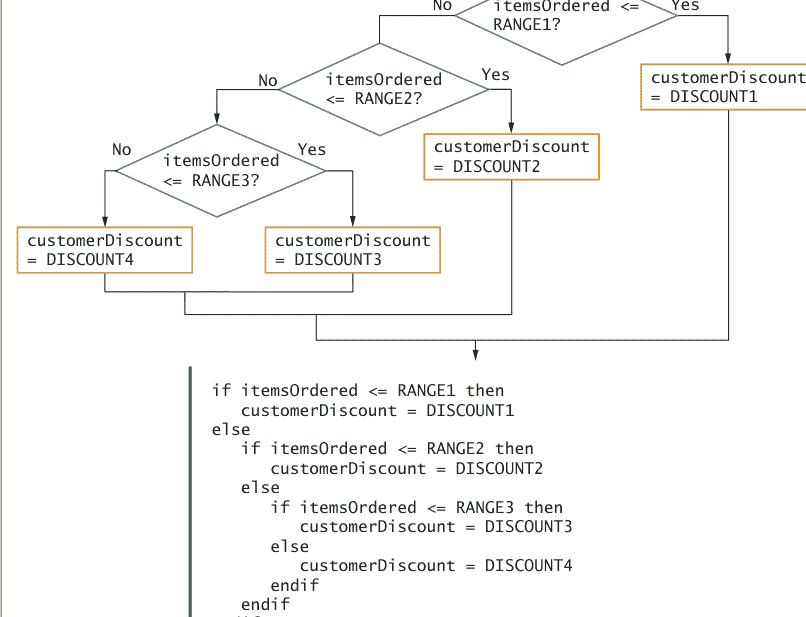 No
itemsOrdered <=
RANGE1?
Yes
customerDiscount
= DISCOUNT1
No
itemsOrdered
<= RANGE2?
Yes
customerDiscount
= DISCOUNT2
No
itemsOrdered
<= RANGE3?
Yes
customerDiscount
= DISCOUNT4
customerDiscount
= DISCOUNT3
if itemsOrdered <= RANGE1 then
   customerDiscount = DISCOUNT1
else
   if itemsOrdered <= RANGE2 then
      customerDiscount = DISCOUNT2
   else
      if itemsOrdered <= RANGE3 then
         customerDiscount = DISCOUNT3
      else
         customerDiscount = DISCOUNT4
      endif
   endif